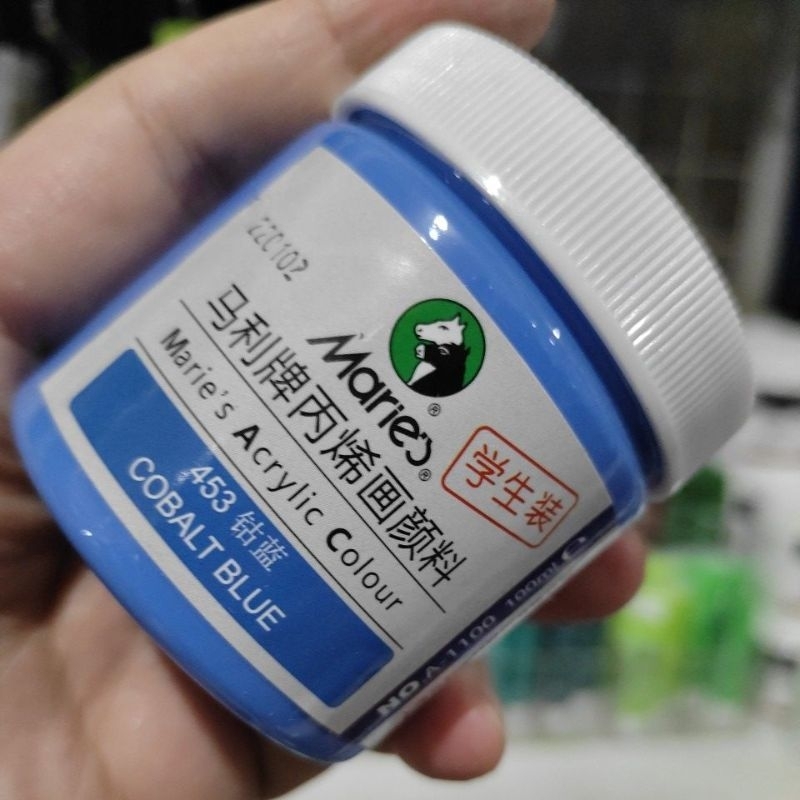 22C102
Marie's
马利牌丙烯画颜料
Marie's Acrylic Colour
学生装
453 钴蓝
COBALT BLUE
NO.A-1100 100ml e